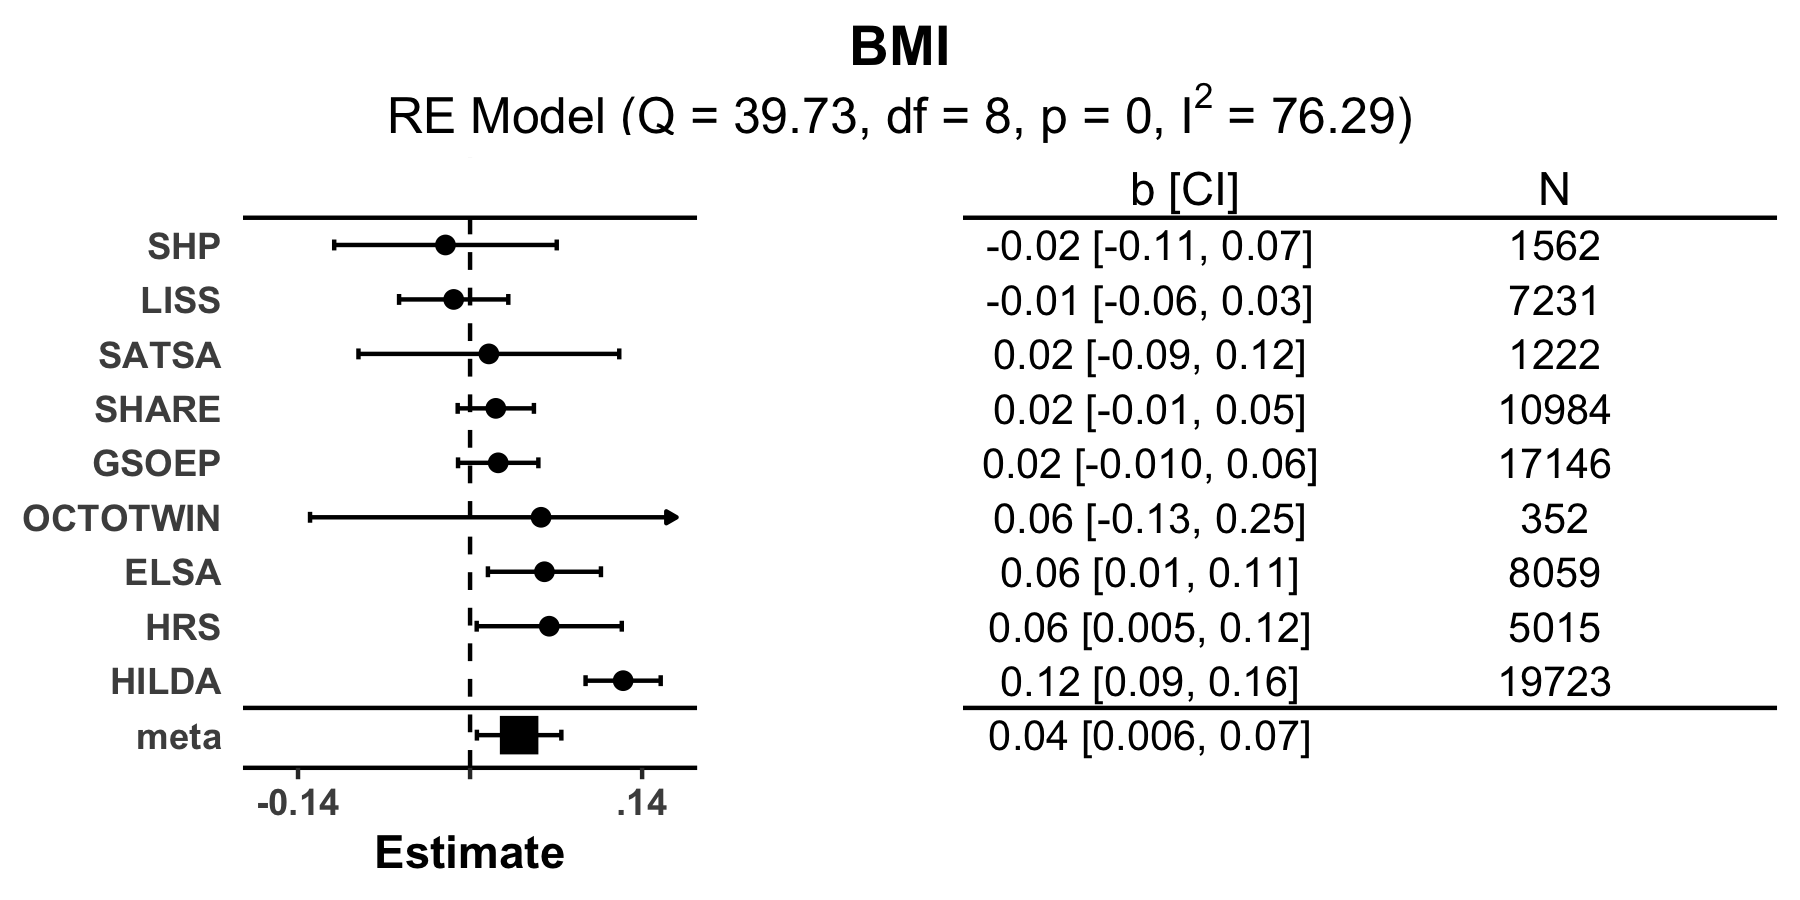 BMI
RE Model (Q = 39.73, df = 8, p = 0, I² = 76.29)
b [CI] N
SHP -0.02 [-0.11, 0.07] 1562
LISS -0.01 [-0.06, 0.03] 7231
SATSA 0.02 [-0.09, 0.12] 1222
SHARE 0.02 [-0.01, 0.05] 10984
GSOEP 0.02 [-0.010, 0.06] 17146
OCTOTWIN 0.06 [-0.13, 0.25] 352
ELSA 0.06 [0.01, 0.11] 8059
HRS 0.06 [0.005, 0.12] 5015
HILDA 0.12 [0.09, 0.16] 19723
meta 0.04 [0.006, 0.07]
-0.14 .14
Estimate